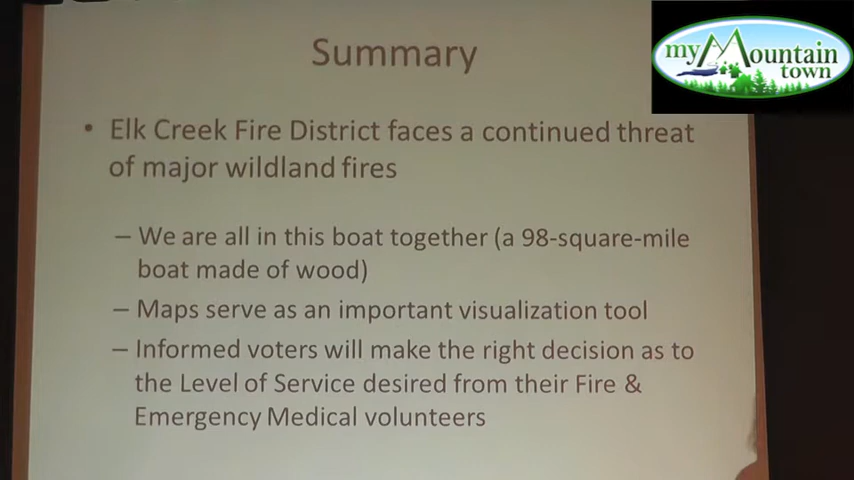 Summary
my Mountain
town
• Elk Creek Fire District faces a continued threat
of major wildland fires
– We are all in this boat together (a 98-square-mile
boat made of wood)
– Maps serve as an important visualization tool
– Informed voters will make the right decision as to
the Level of Service desired from their Fire &
Emergency Medical volunteers